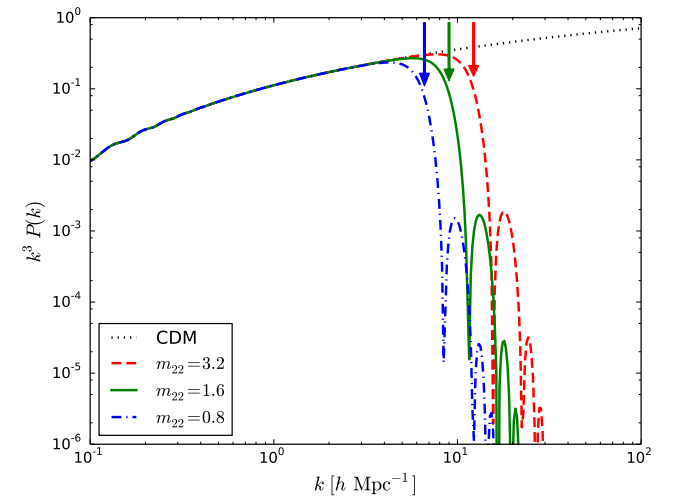 10^0
10^-1
10^-2
10^-3
10^-4
10^-5
10^-6
k^3 P(k)
CDM
m_22=3.2
m_22=1.6
m_22=0.8
10^-1
10^0
10^1
10^2
k [h Mpc^-1]